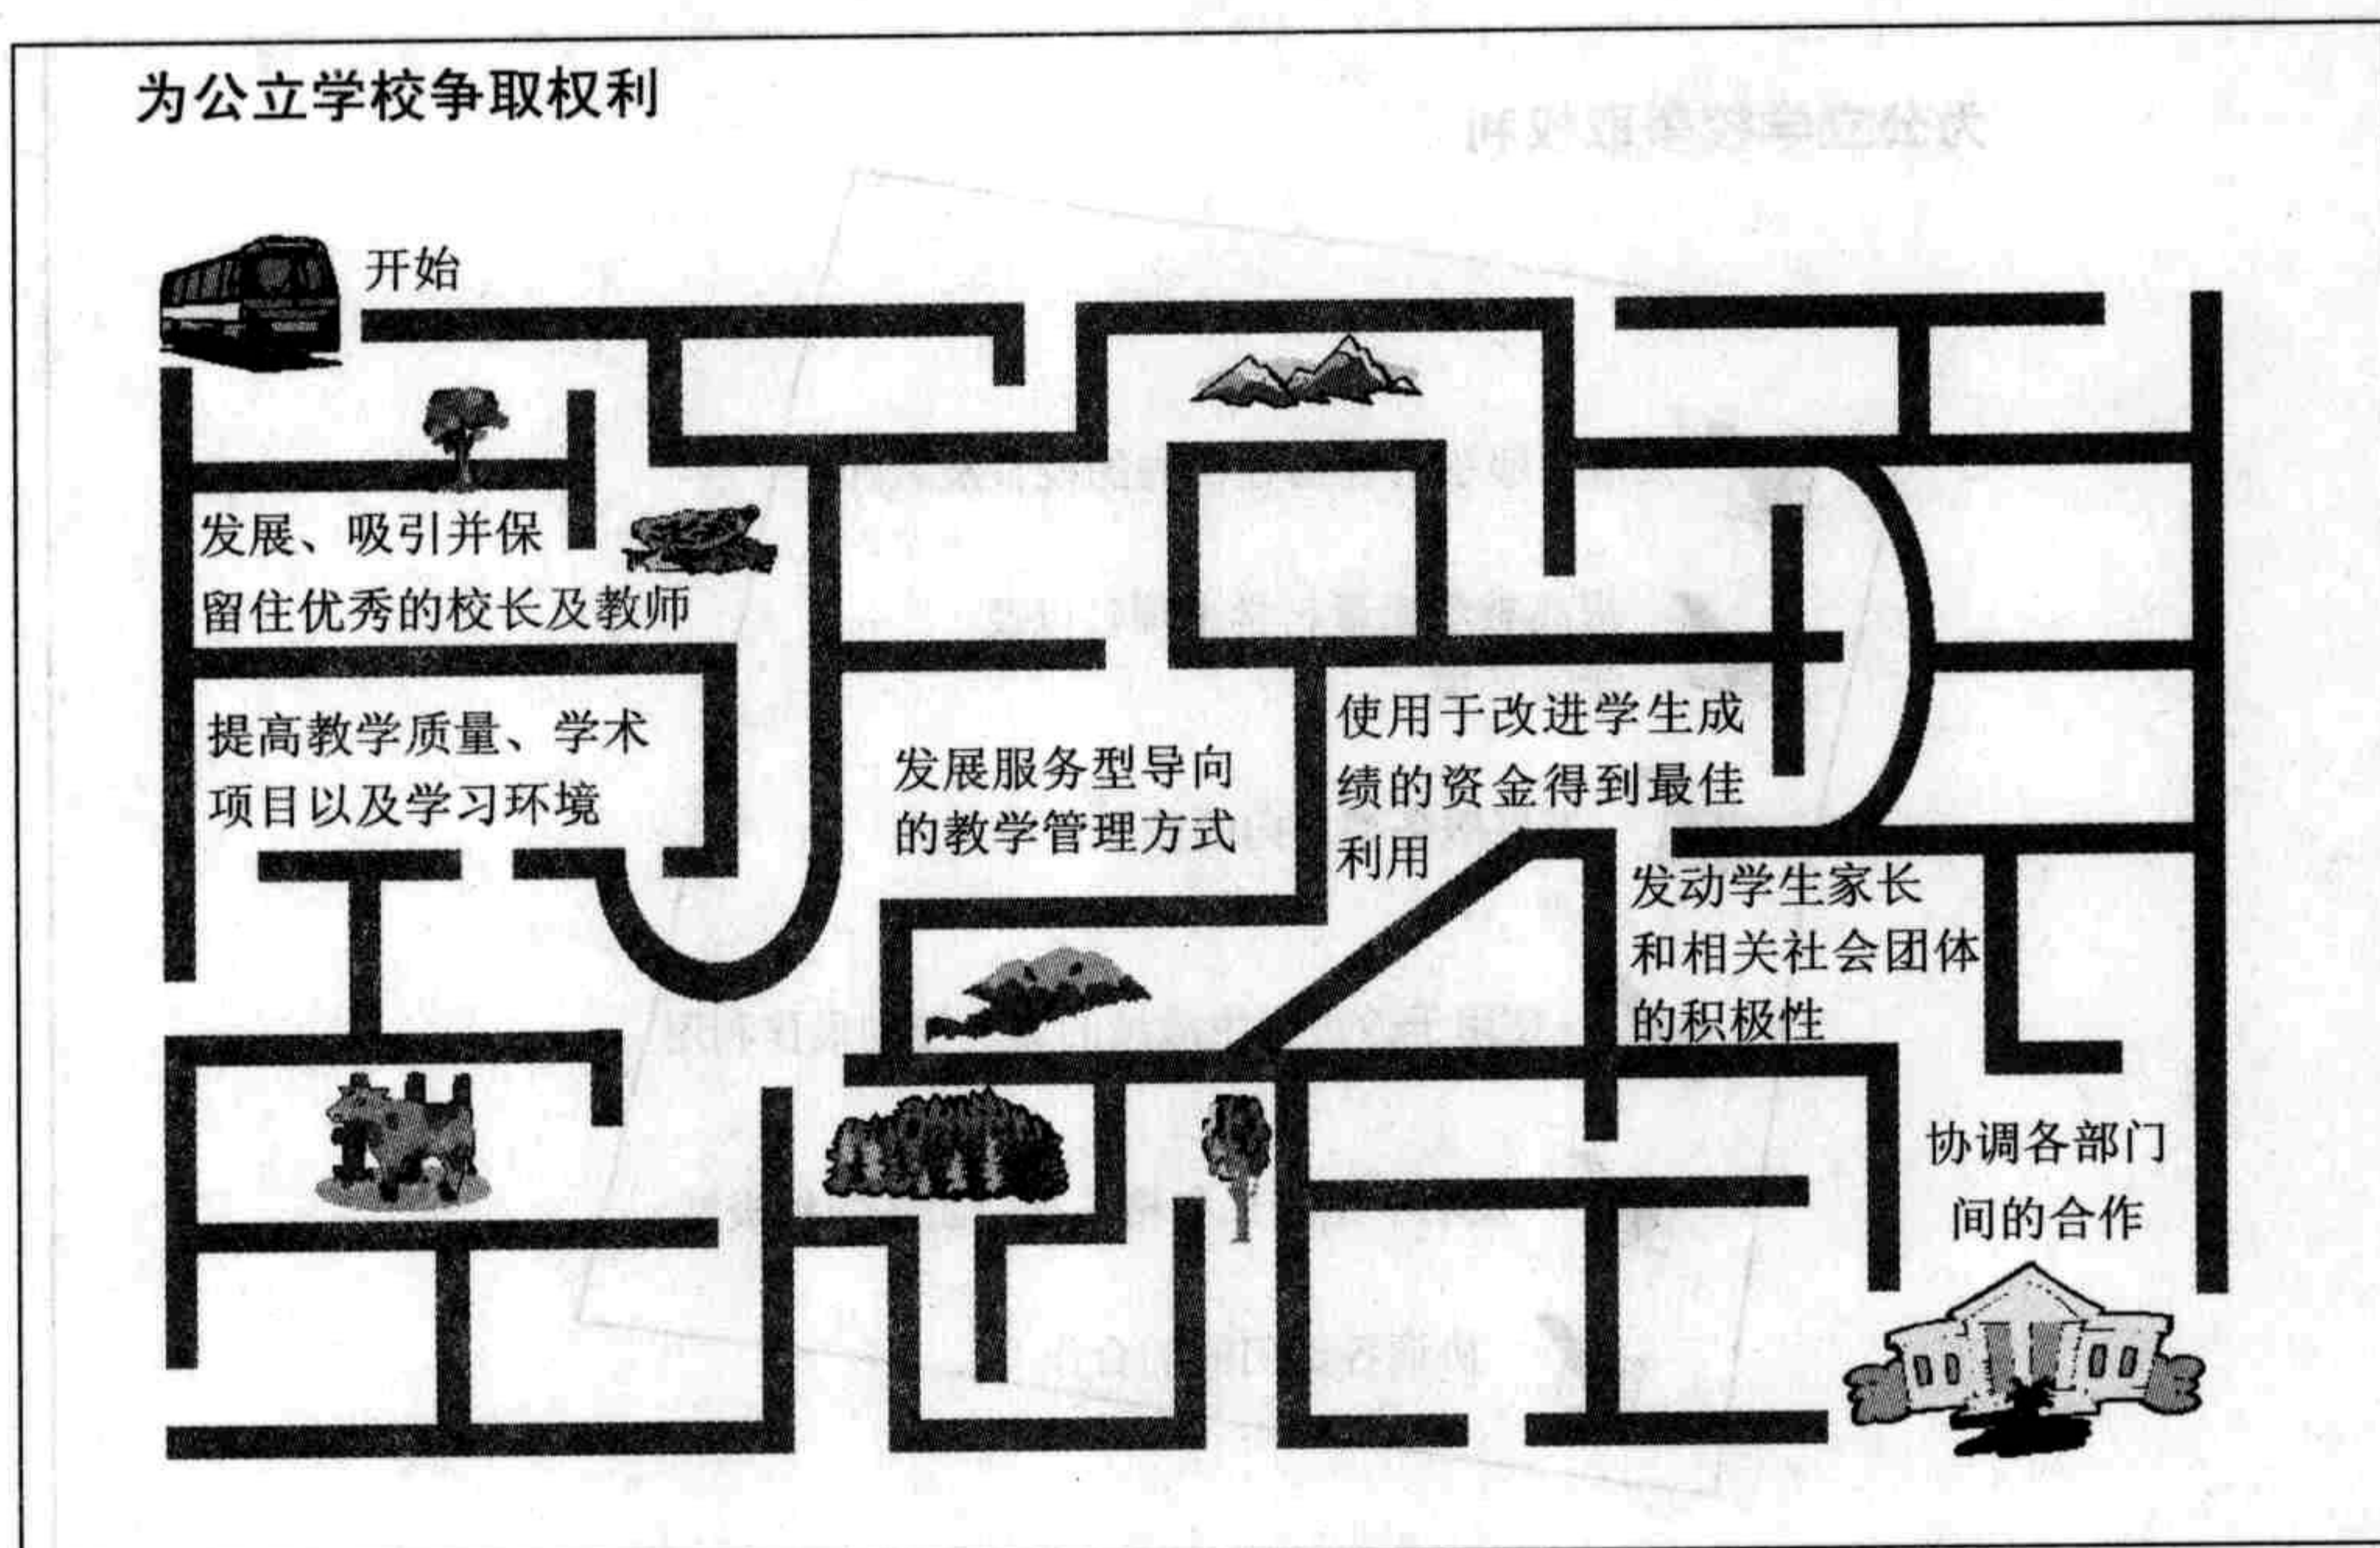 为公立学校争取权利
开始
发展、吸引并保
留住优秀的校长及教师
提高教学质量、学术
项目以及学习环境
发展服务型导向
的教学管理方式
使用于改进学生成
绩的资金得到最佳
利用
发动学生家长
和相关社会团体
的积极性
协调各部门
间的合作